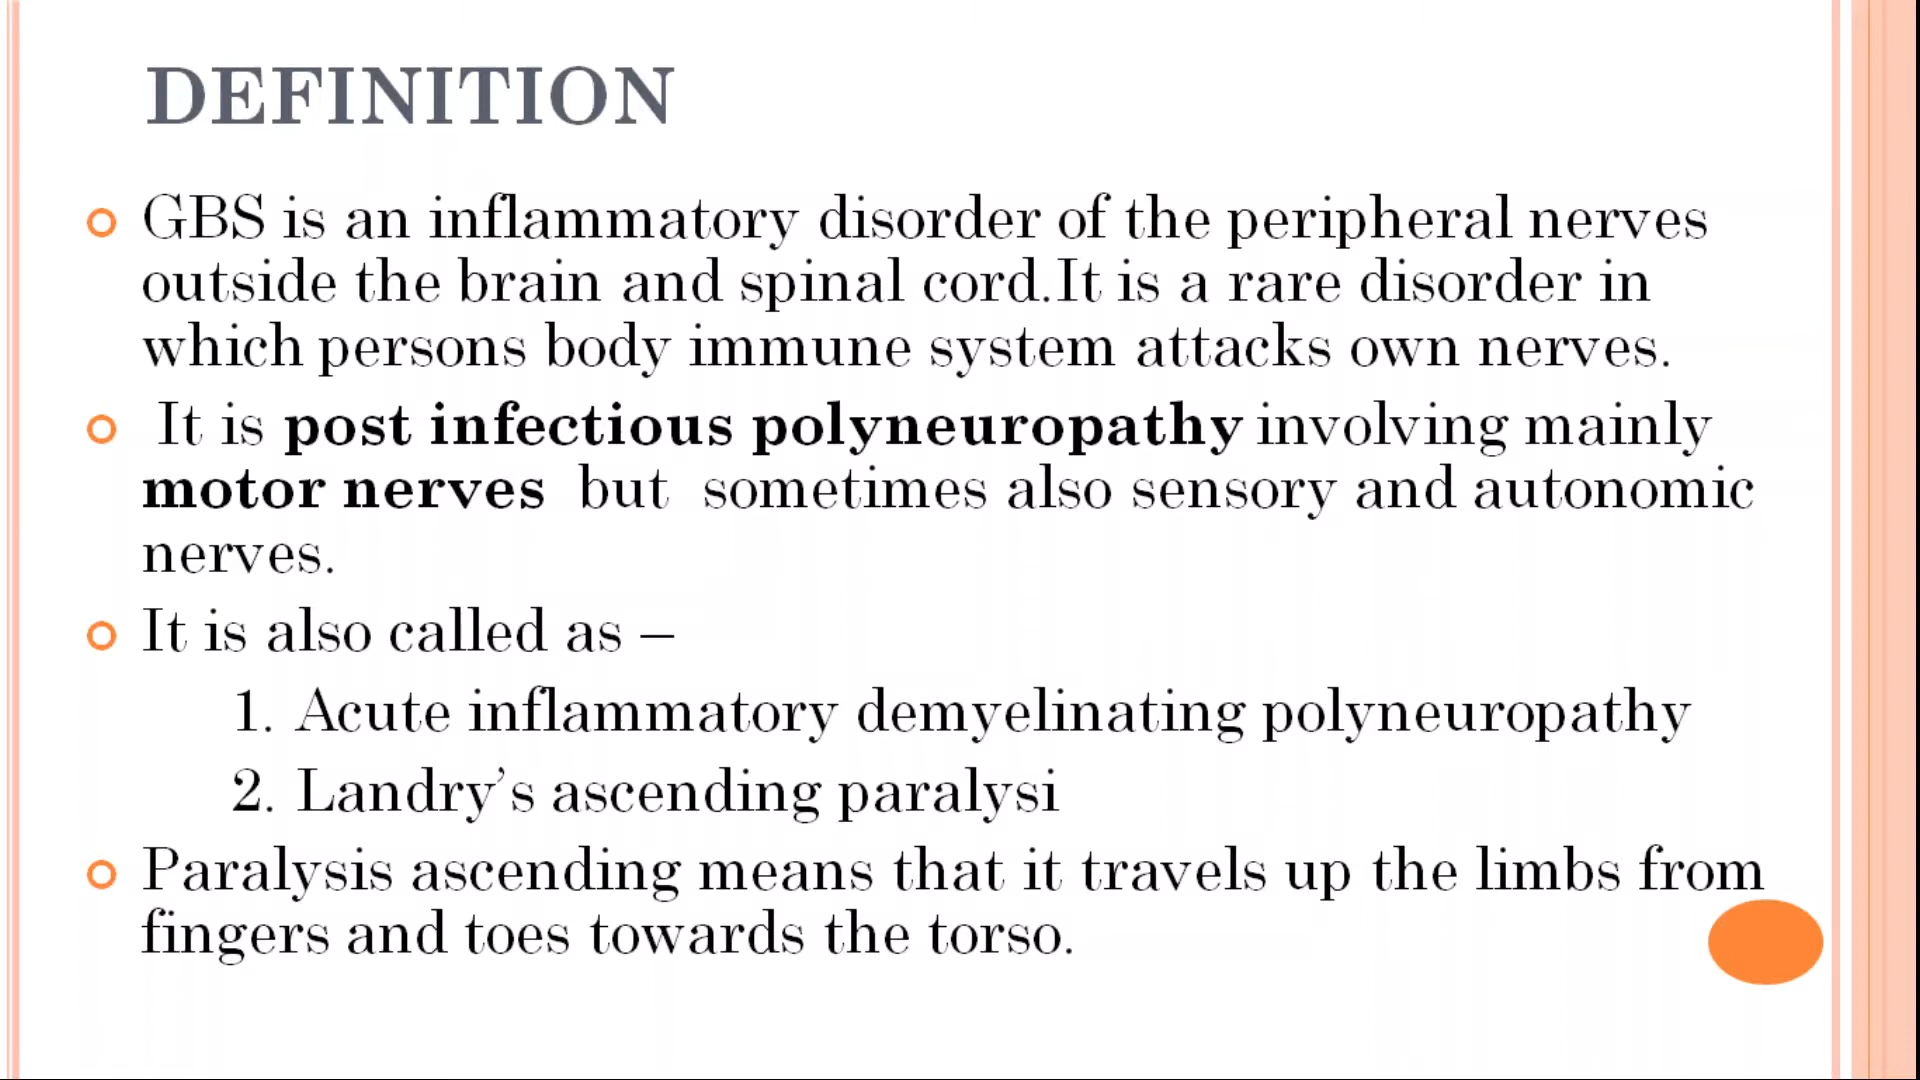 DEFINITION
GBS is an inflammatory disorder of the peripheral nerves
outside the brain and spinal cord.It is a rare disorder in
which persons body immune system attacks own nerves.
It is post infectious polyneuropathy involving mainly
motor nerves but sometimes also sensory and autonomic
nerves.
It is also called as –
1. Acute inflammatory demyelinating polyneuropathy
2. Landry’s ascending paralysi
Paralysis ascending means that it travels up the limbs from
fingers and toes towards the torso.